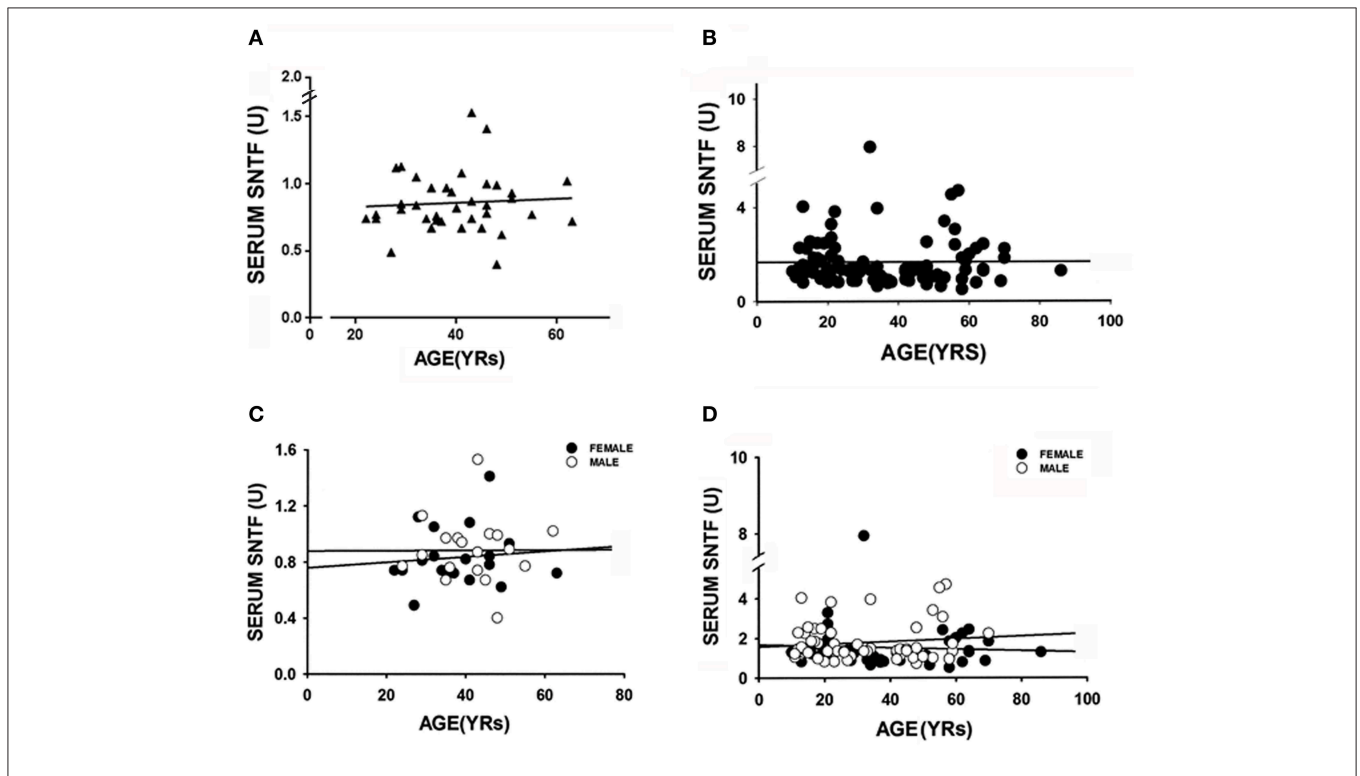 A
SERUM SNTF (U)
2.0
1.5
1.0
0.5
0.0
0 20 40 60
AGE(YRs)
B
SERUM SNTF (U)
10
8
4
0
0 20 40 60 80 100
AGE(YRS)
C
FEMALE
MALE
SERUM SNTF (U)
1.6
1.2
0.8
0.4
0.0
0 20 40 60 80
AGE(YRs)
D
FEMALE
MALE
SERUM SNTF (U)
10
8
4
2
0
0 20 40 60 80 100
AGE(YRs)